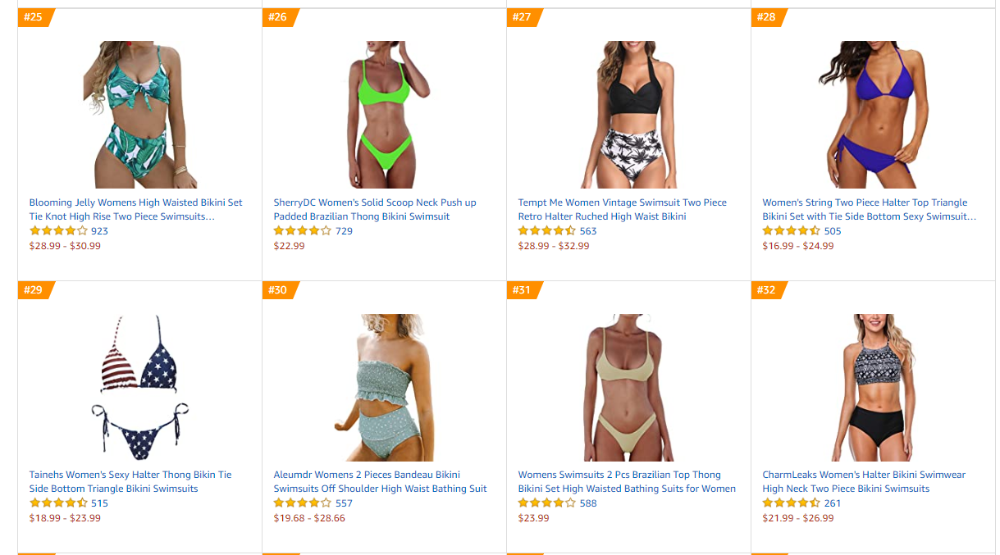 #25
Blooming Jelly Womens High Waisted Bikini Set
Tie Knot High Rise Two Piece Swimsuits…
923
$28.99 - $30.99
#26
SherryDC Women's Solid Scoop Neck Push up
Padded Brazilian Thong Bikini Swimsuit
729
$22.99
#27
Tempt Me Women Vintage Swimsuit Two Piece
Retro Halter Ruched High Waist Bikini
563
$28.99 - $32.99
#28
Women's String Two Piece Halter Top Triangle
Bikini Set with Tie Side Bottom Sexy Swimsuit…
505
$16.99 - $24.99
#29
Tainehs Women's Sexy Halter Thong Bikin Tie
Side Bottom Triangle Bikini Swimsuits
515
$18.99 - $23.99
#30
Aleumdr Womens 2 Pieces Bandeau Bikini
Swimsuits Off Shoulder High Waist Bathing Suit
557
$19.68 - $28.66
#31
Womens Swimsuits 2 Pcs Brazilian Top Thong
Bikini Set High Waisted Bathing Suits for Women
588
$23.99
#32
CharmLeaks Women's Halter Bikini Swimwear
High Neck Two Piece Bikini Swimsuits
261
$21.99 - $26.99